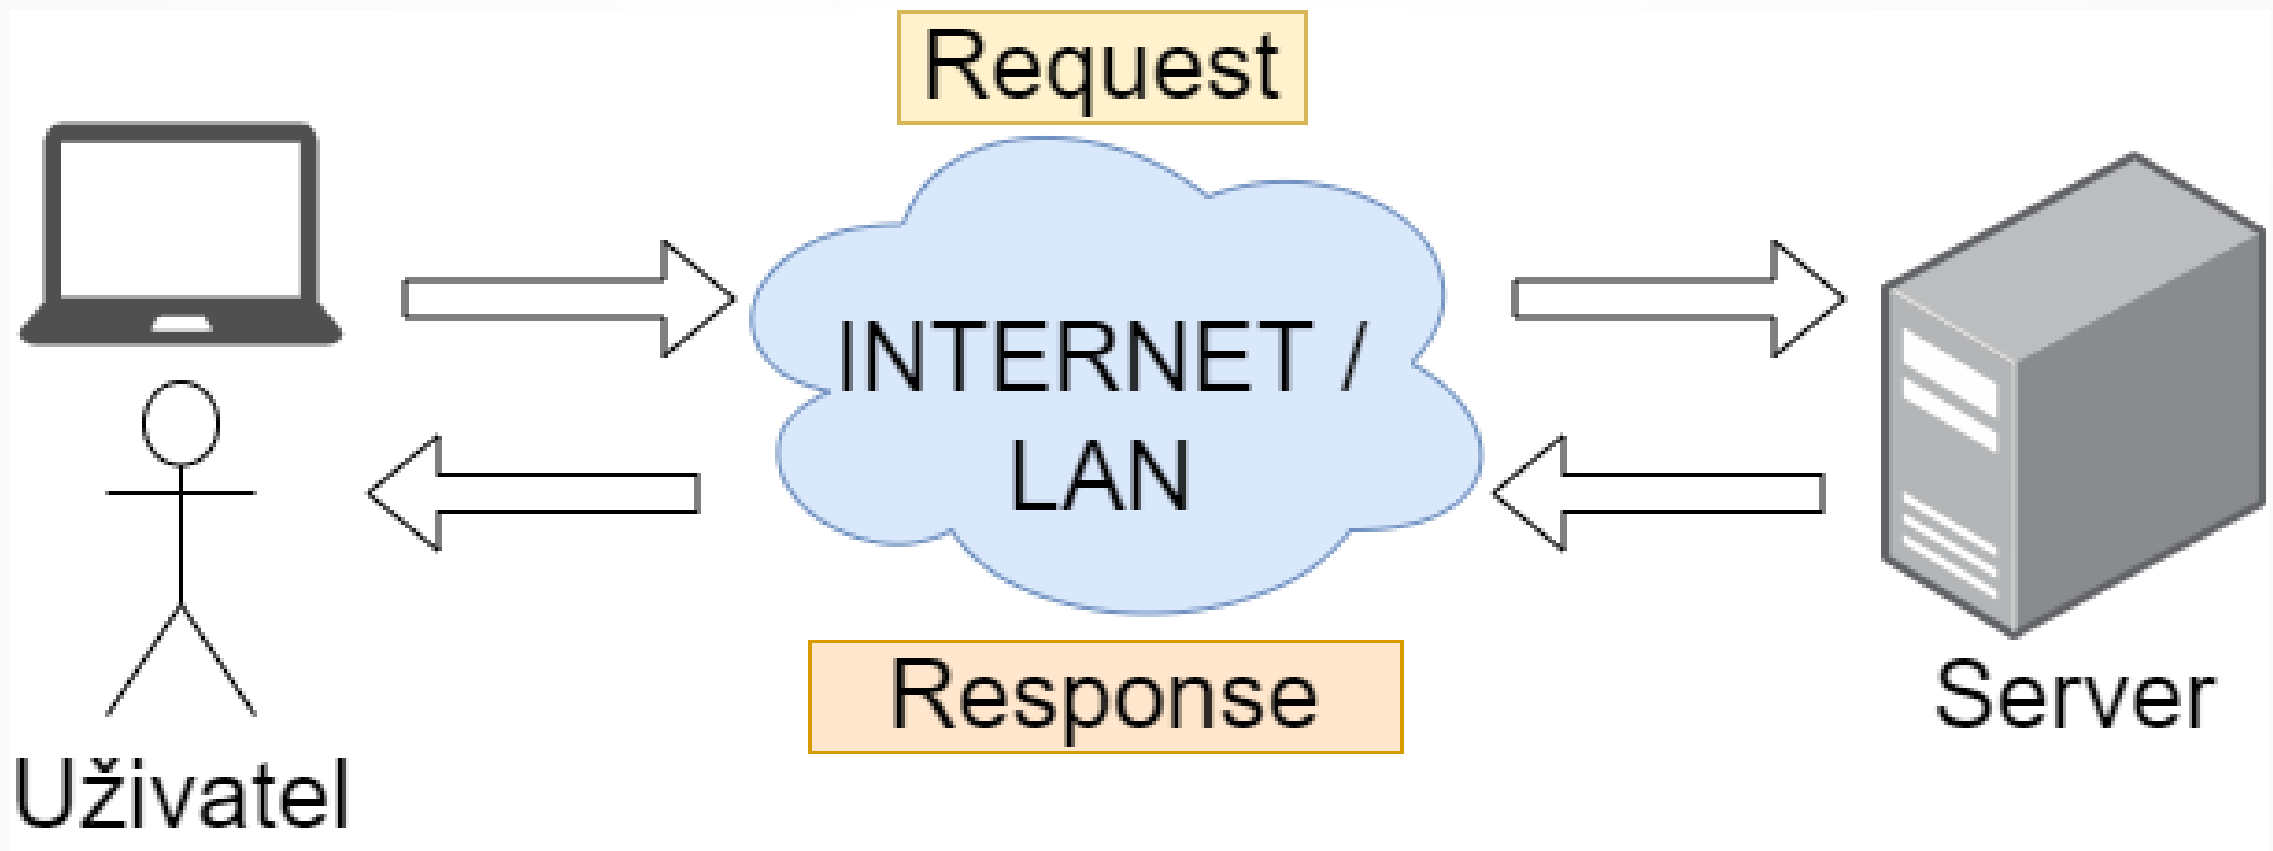 Request
INTERNET /
LAN
Response
Server
Uživatel